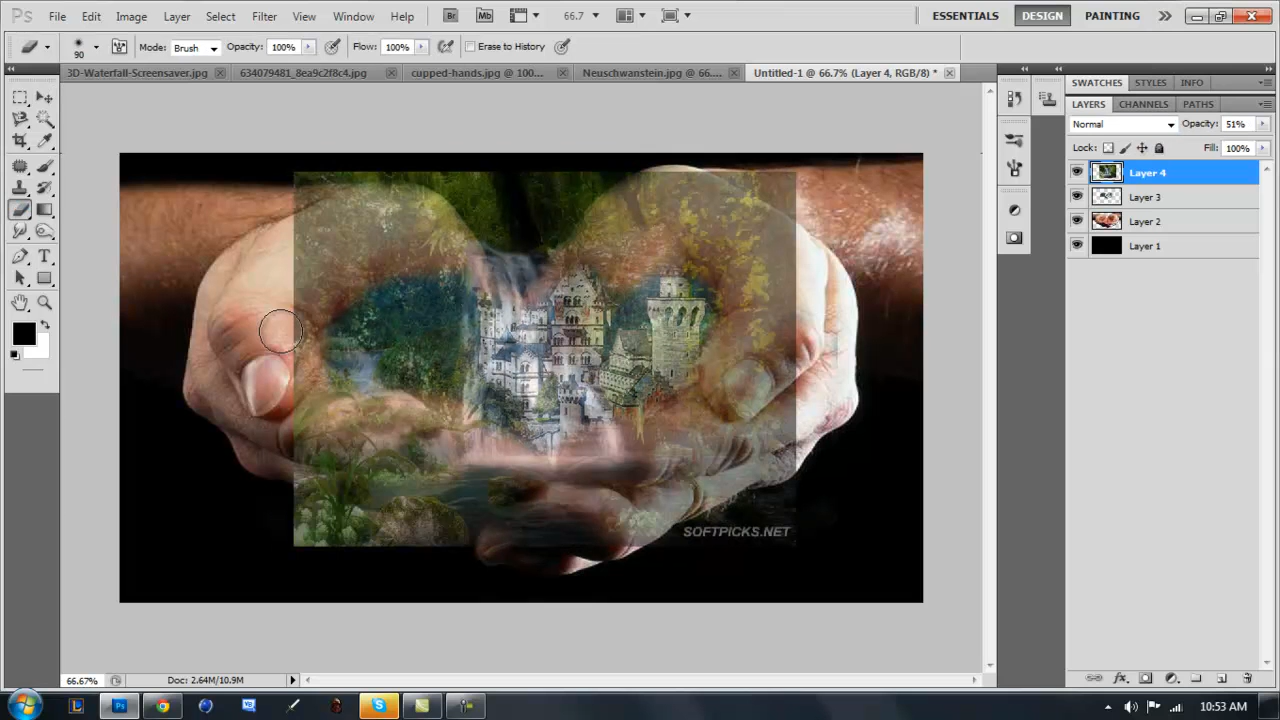 Ps File Edit Image Layer Select Filter View Window Help Br Mb 66.7 ESSENTIALS DESIGN PAINTING
90 Mode: Brush Opacity: 100% Flow: 100% Erase to History
3D-Waterfall-Screensaver.jpg 634079481_8ea9c2f8c4.jpg cupped-hands.jpg @ 100... Neuschwanstein.jpg @ 66.... Untitled-1 @ 66.7% (Layer 4, RGB/8) *
SWATCHES STYLES INFO
LAYERS CHANNELS PATHS
Normal Opacity: 51%
Lock: Fill: 100%
Layer 4
Layer 3
Layer 2
Layer 1
T
SOFTPICKS.NET
66.67% Doc: 2.64M/10.9M
10:53 AM